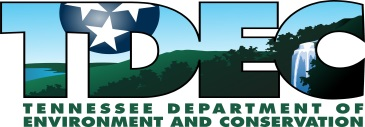 TDEC
TENNESSEE DEPARTMENT OF
ENVIRONMENT AND CONSERVATION